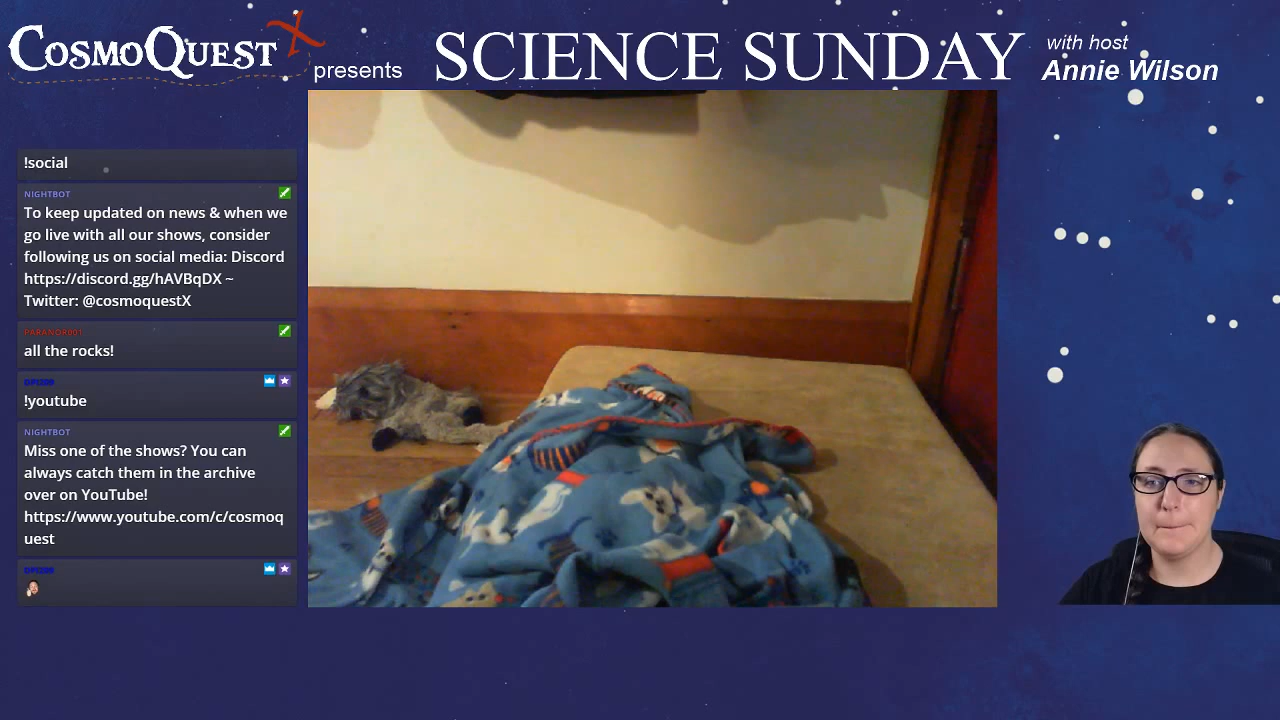 CosmoQuest X
presents
SCIENCE SUNDAY
with host
Annie Wilson
!social
NIGHTBOT
To keep updated on news & when we
go live with all our shows, consider
following us on social media: Discord
https://discord.gg/hAVBqDX ~
Twitter: @cosmoquestX
PARANOR001
all the rocks!
!youtube
NIGHTBOT
Miss one of the shows? You can
always catch them in the archive
over on YouTube!
https://www.youtube.com/c/cosmoq
uest